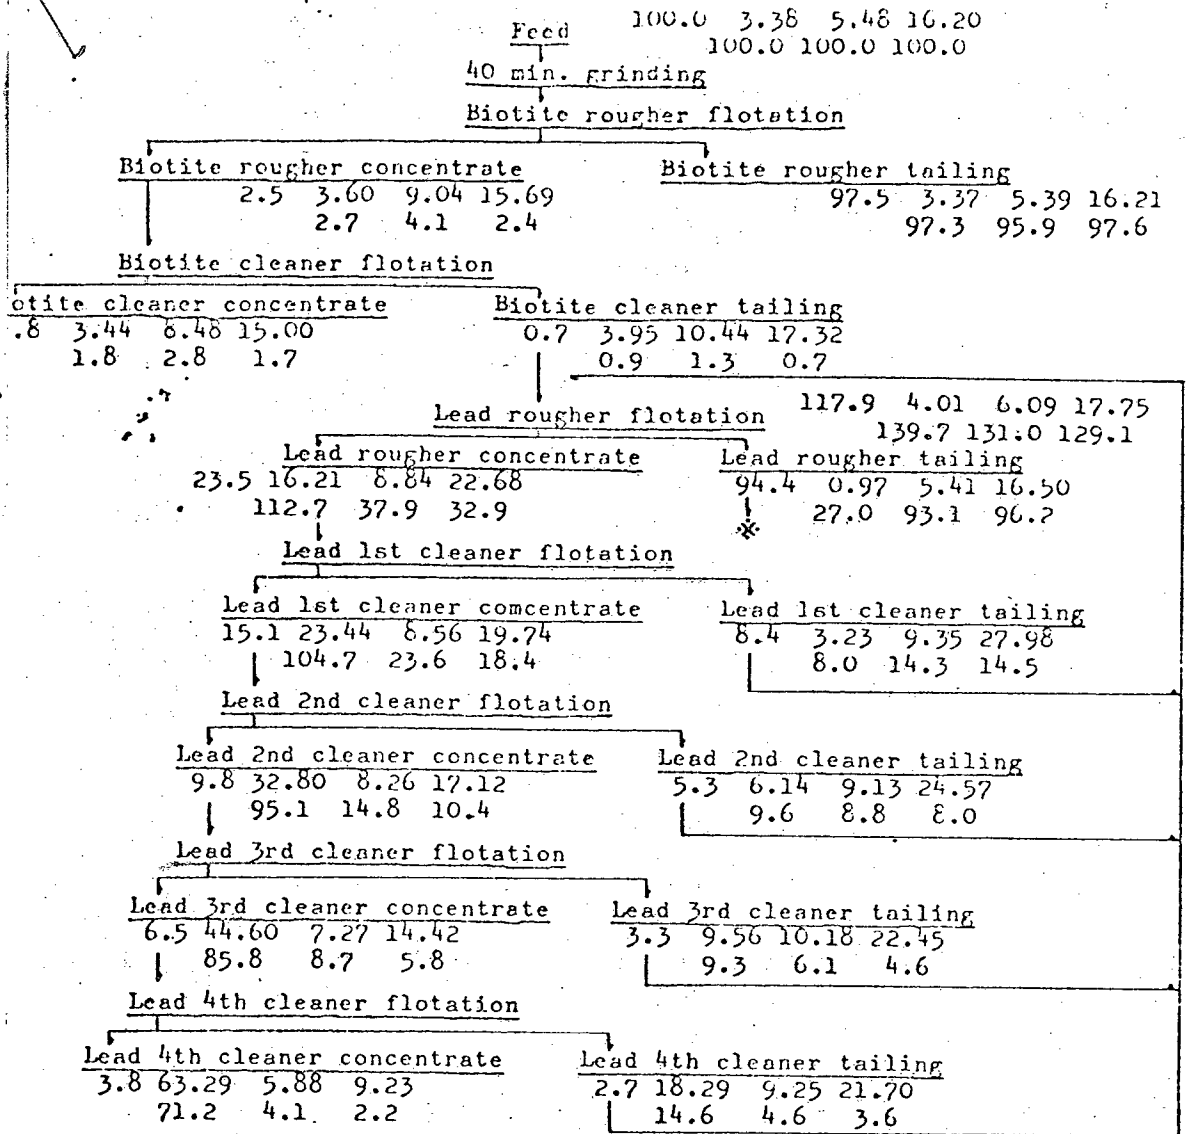 100.0 3.38 5.48 16.20
Feed
100.0 100.0 100.0
40 min. grinding
Biotite rougher flotation
Biotite rougher concentrate
2.5 3.60 9.04 15.69
2.7 4.1 2.4
Biotite rougher tailing
97.5 3.37 5.39 16.21
97.3 95.9 97.6
Biotite cleaner flotation
otite cleaner concentrate
.8 3.44 8.48 15.00
1.8 2.8 1.7
Biotite cleaner tailing
0.7 3.95 10.44 17.32
0.9 1.3 0.7
Lead rougher flotation
117.9 4.01 6.09 17.75
139.7 131.0 129.1
Lead rougher concentrate
23.5 16.21 8.84 22.68
112.7 37.9 32.9
Lead rougher tailing
94.4 0.97 5.41 16.50
27.0 93.1 96.2
※
Lead 1st cleaner flotation
Lead 1st cleaner comcentrate
15.1 23.44 8.56 19.74
104.7 23.6 18.4
Lead 1st cleaner tailing
8.4 3.23 9.35 27.98
8.0 14.3 14.5
Lead 2nd cleaner flotation
Lead 2nd cleaner concentrate
9.8 32.80 8.26 17.12
95.1 14.8 10.4
Lead 2nd cleaner tailing
5.3 6.14 9.13 24.57
9.6 8.8 8.0
Lead 3rd cleaner flotation
Lead 3rd cleaner concentrate
6.5 44.60 7.27 14.42
85.8 8.7 5.8
Lead 3rd cleaner tailing
3.3 9.56 10.18 22.45
9.3 6.1 4.6
Lead 4th cleaner flotation
Lead 4th cleaner concentrate
3.8 63.29 5.88 9.23
71.2 4.1 2.2
Lead 4th cleaner tailing
2.7 18.29 9.25 21.70
14.6 4.6 3.6